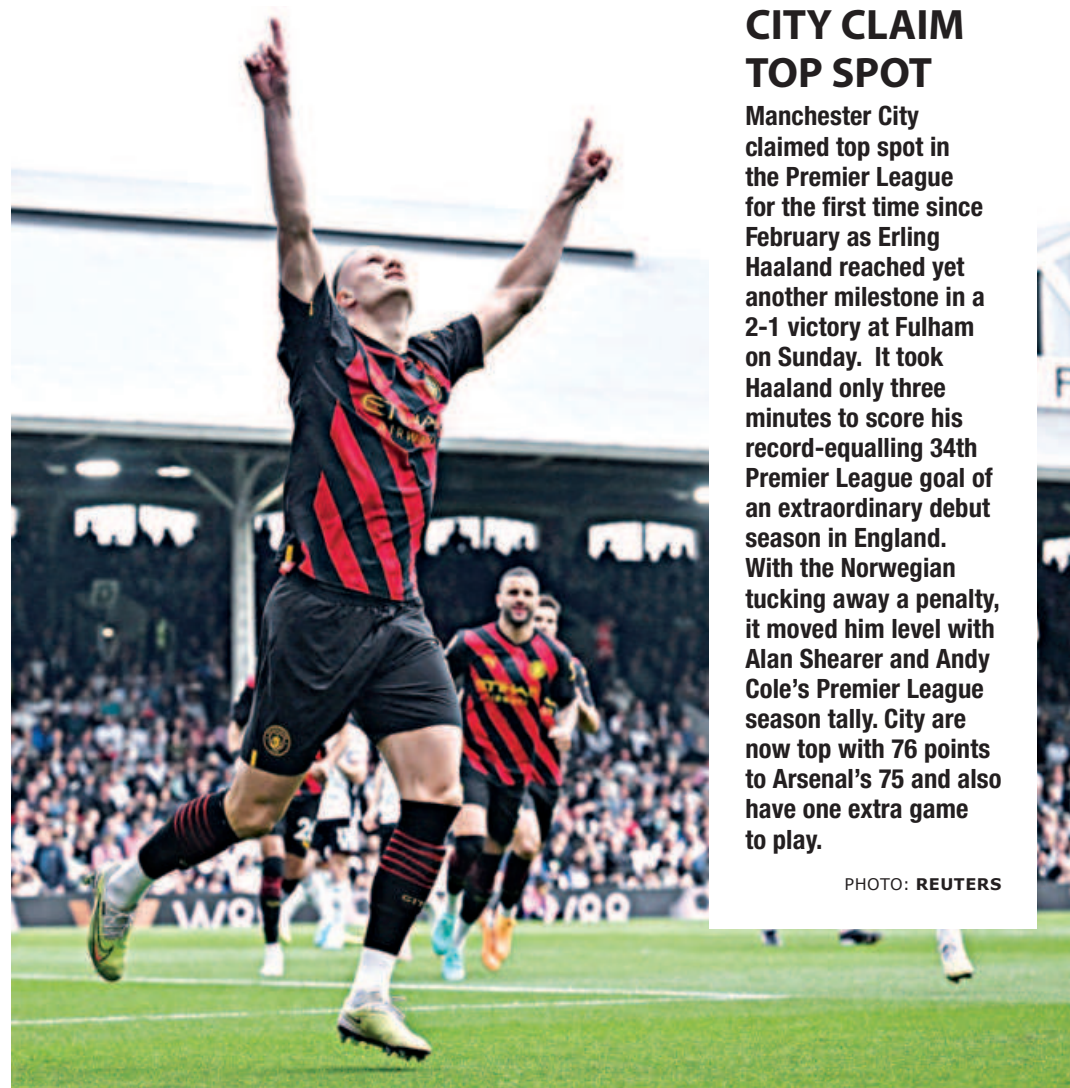 CITY CLAIM
TOP SPOT
Manchester City
claimed top spot in
the Premier League
for the first time since
February as Erling
Haaland reached yet
another milestone in a
2-1 victory at Fulham
on Sunday.  It took
Haaland only three
minutes to score his
record-equalling 34th
Premier League goal of
an extraordinary debut
season in England.
With the Norwegian
tucking away a penalty,
it moved him level with
Alan Shearer and Andy
Cole’s Premier League
season tally. City are
now top with 76 points
to Arsenal’s 75 and also
have one extra game
to play.
PHOTO: REUTERS